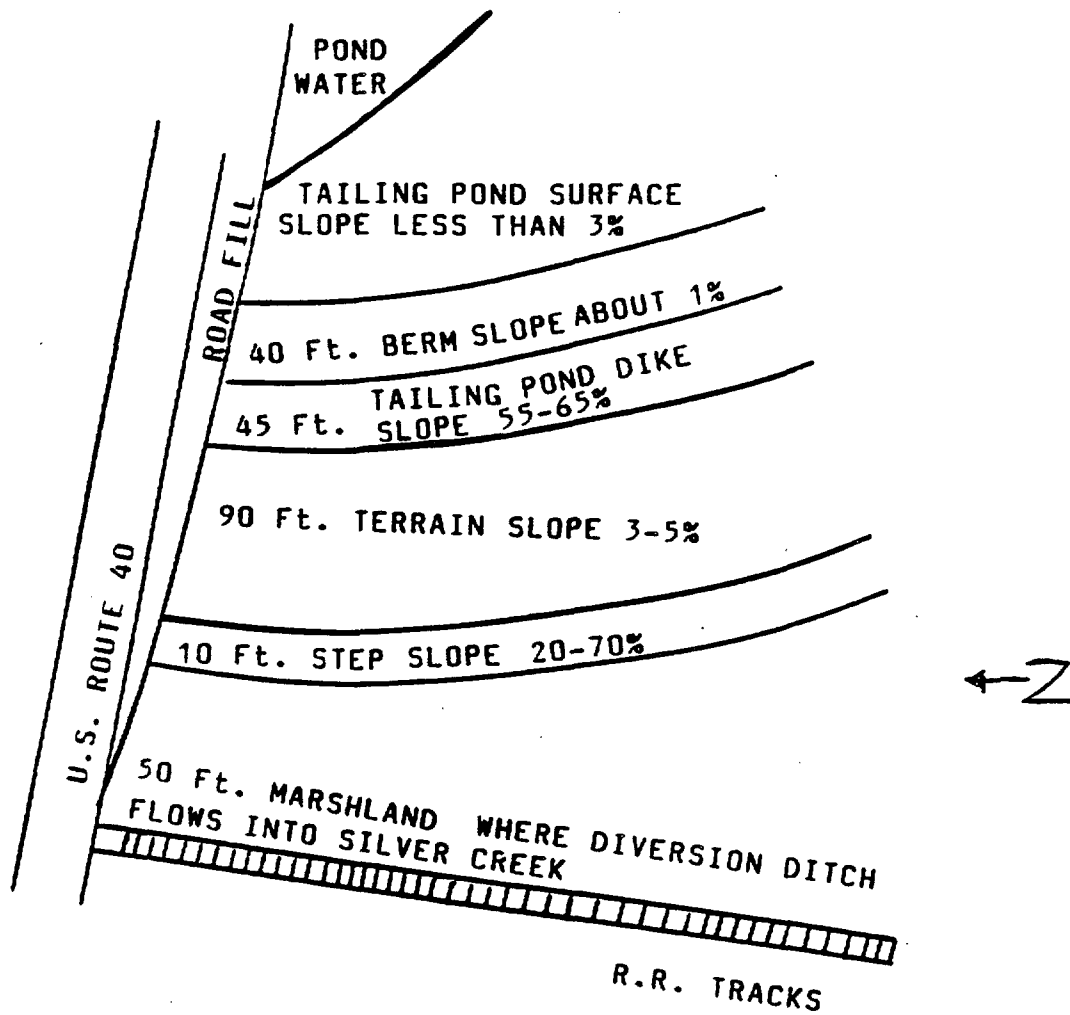 POND
WATER
TAILING POND SURFACE
SLOPE LESS THAN 3%
ROAD FILL
40 Ft. BERM SLOPE ABOUT 1%
TAILING POND DIKE
45 Ft. SLOPE 55-65%
90 Ft. TERRAIN SLOPE 3-5%
U.S. ROUTE 40
10 Ft. STEP SLOPE 20-70%
Z
50 Ft. MARSHLAND WHERE DIVERSION DITCH
FLOWS INTO SILVER CREEK
R.R. TRACKS